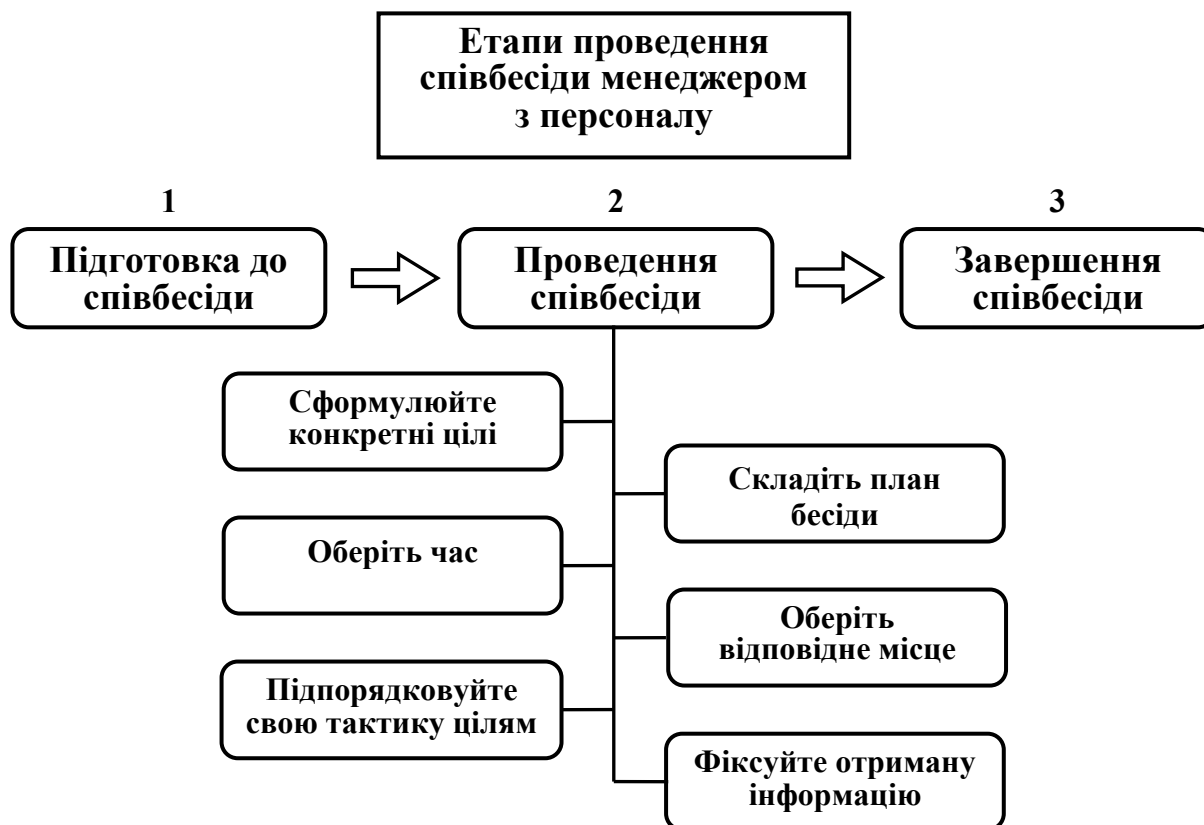 Етапи проведення
співбесіди менеджером
з персоналу
1
2
3
Підготовка до
співбесіди
Проведення
співбесіди
Завершення
співбесіди
Сформулюйте
конкретні цілі
Складіть план
бесіди
Оберіть час
Оберіть
відповідне місце
Підпорядковуйте
свою тактику цілям
Фіксуйте отриману
інформацію